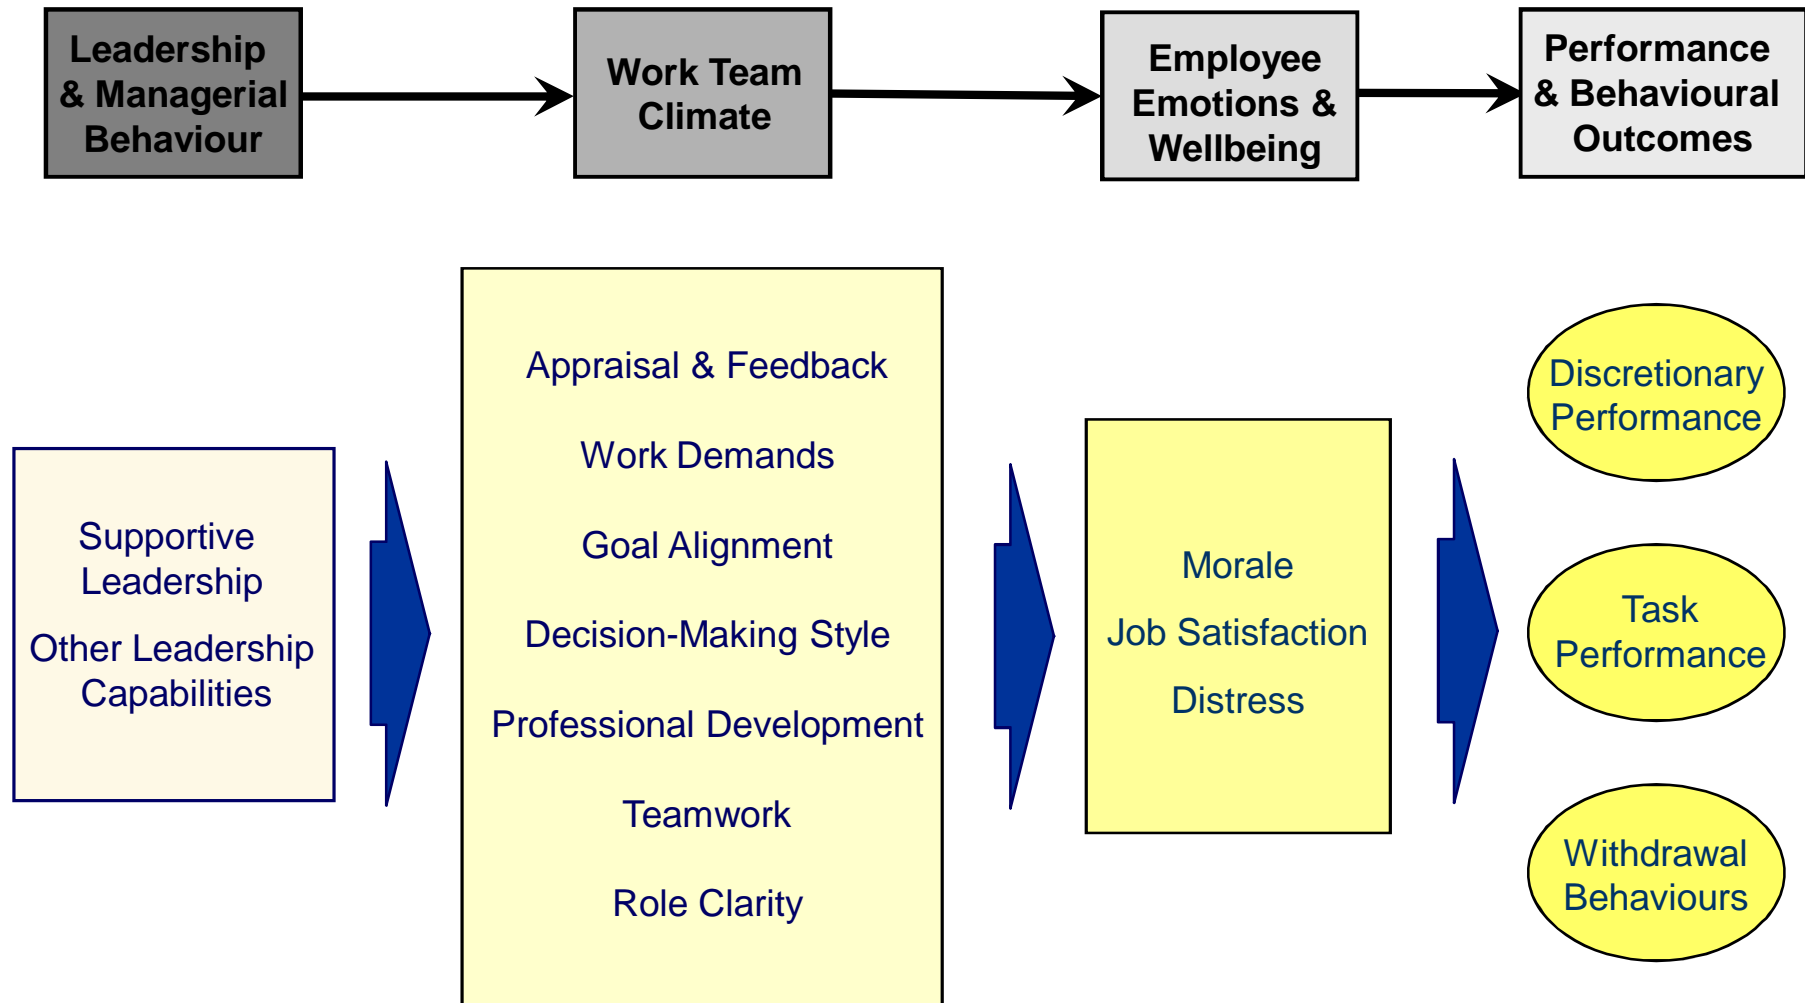 Leadership
& Managerial
Behaviour
Work Team
Climate
Employee
Emotions &
Wellbeing
Performance
& Behavioural
Outcomes
Supportive
Leadership
Other Leadership
Capabilities
Appraisal & Feedback
Work Demands
Goal Alignment
Decision-Making Style
Professional Development
Teamwork
Role Clarity
Morale
Job Satisfaction
Distress
Discretionary
Performance
Task
Performance
Withdrawal
Behaviours